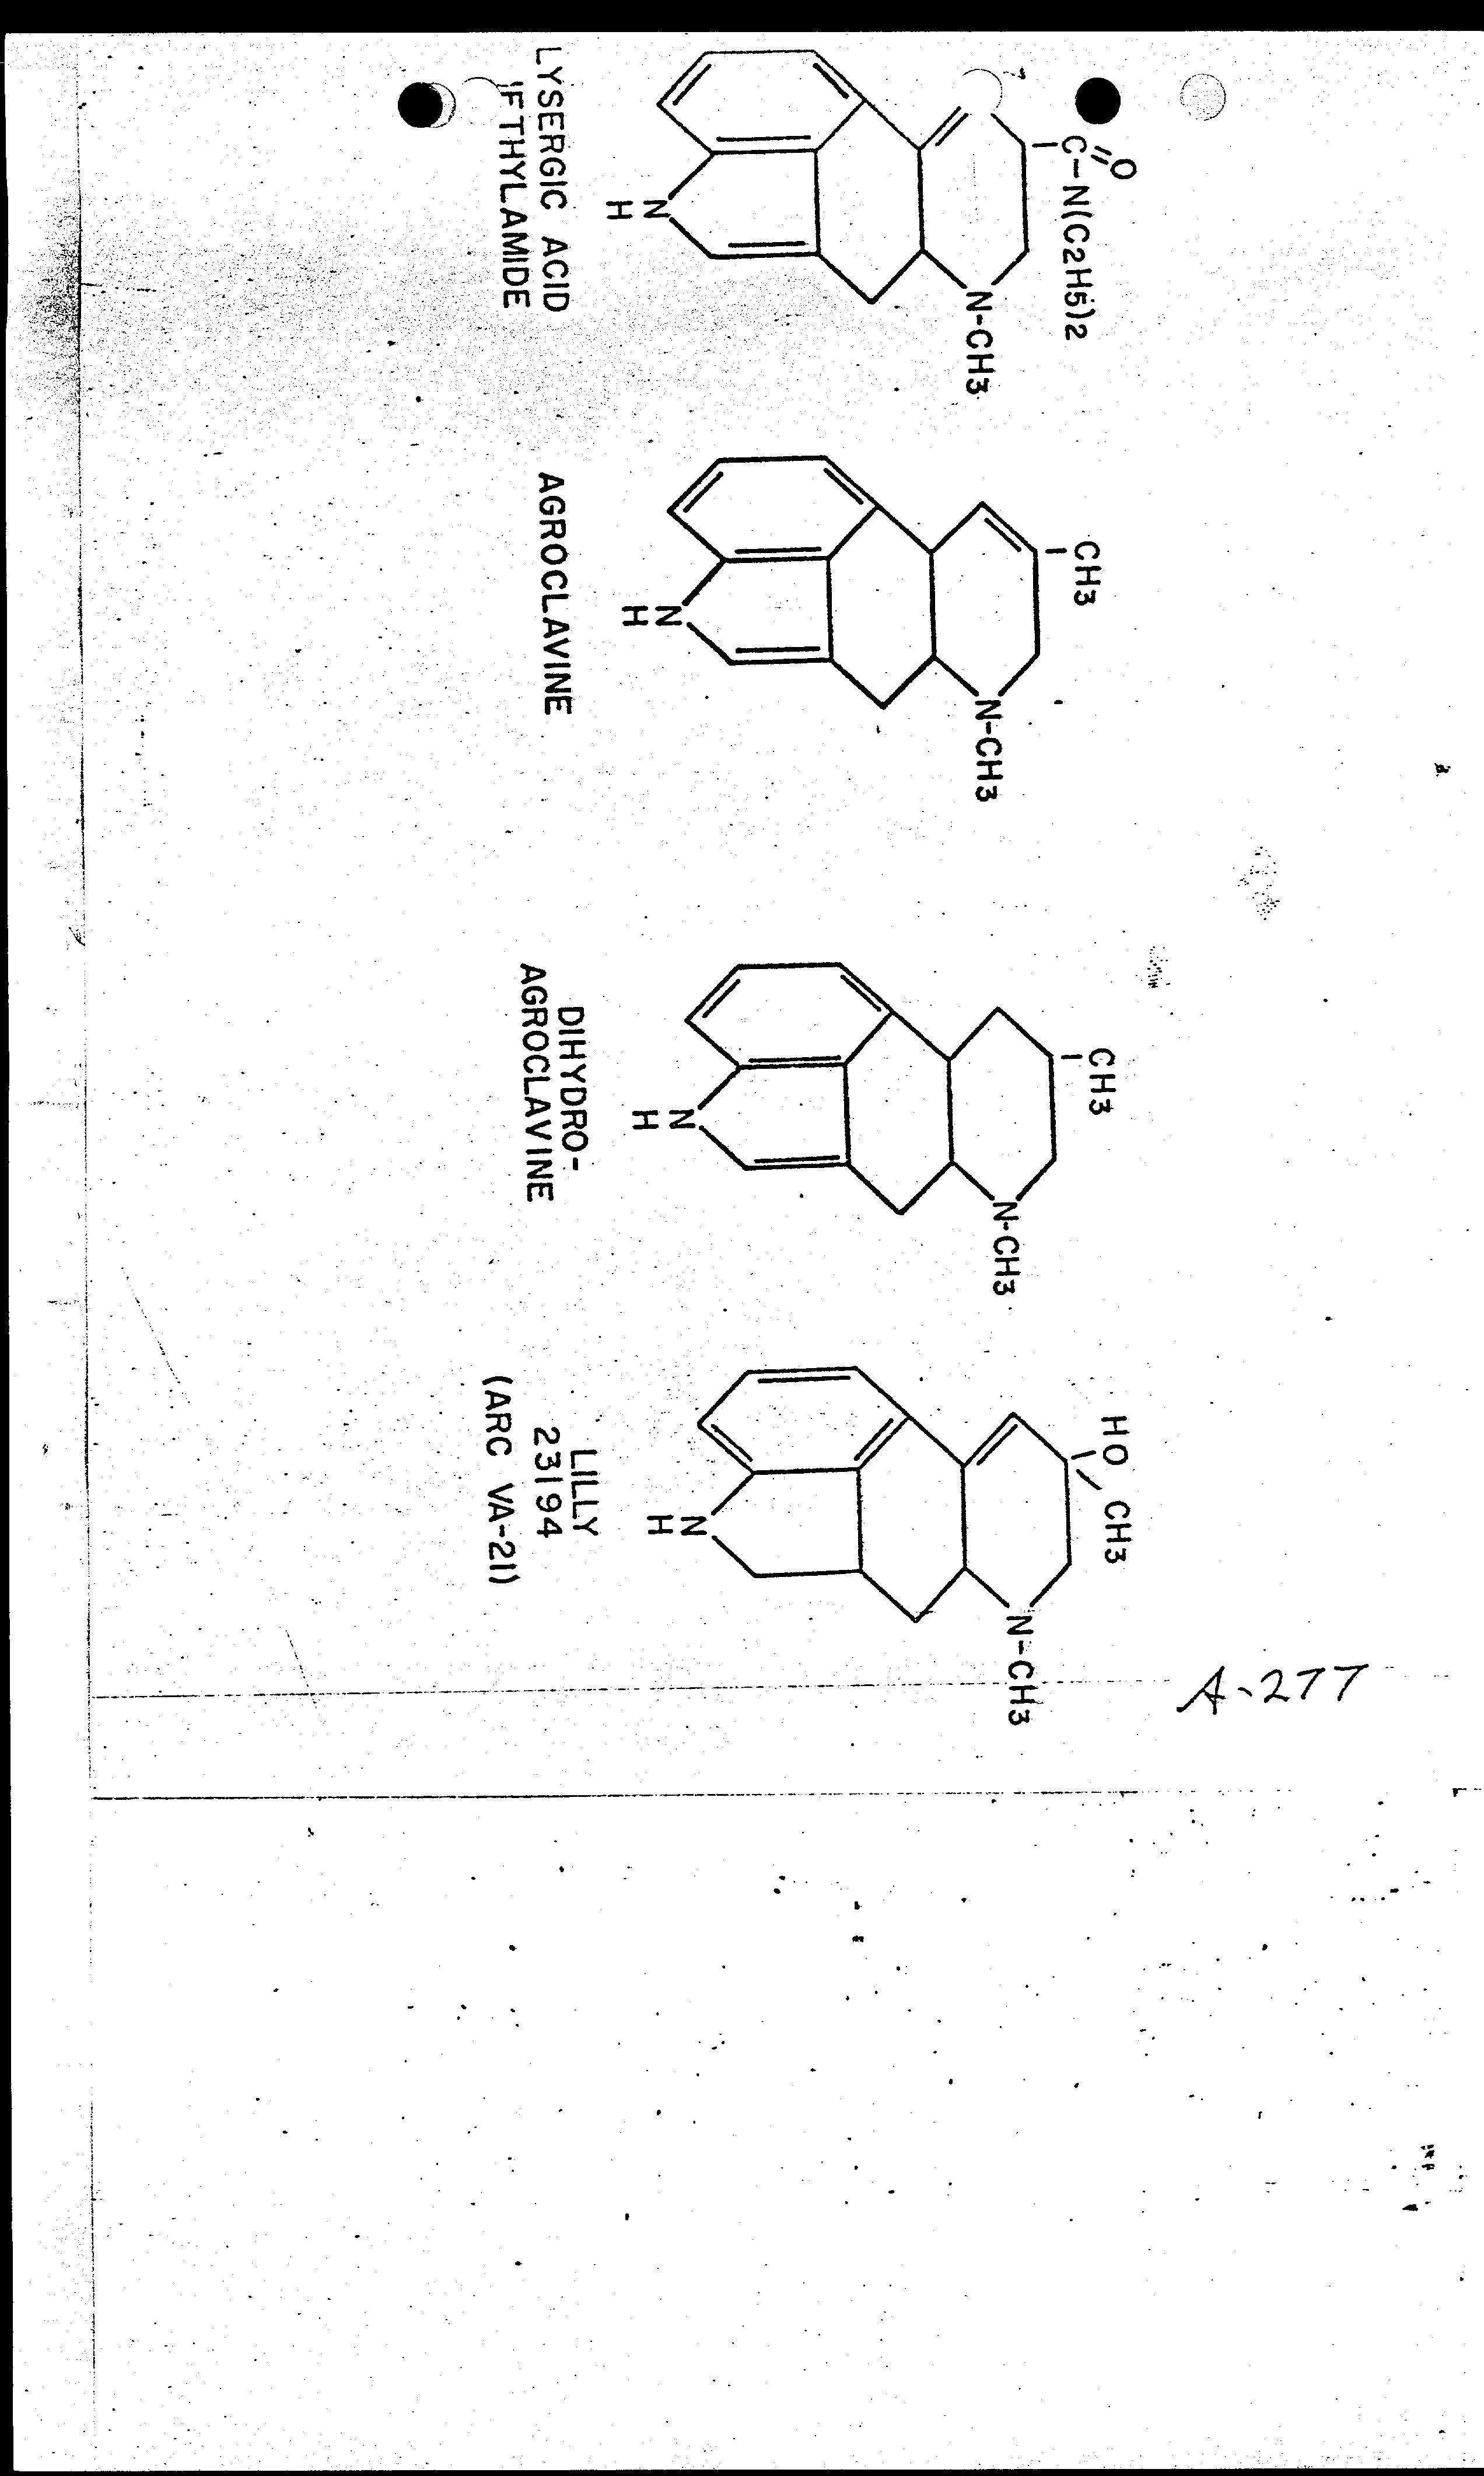 O
C-N(C2H5)2
N-CH3
N
H
LYSERGIC ACID
IFTHYLAMIDE
CH3
N-CH3
N
H
AGROCLAVINE
CH3
N-CH3
N
H
DIHYDRO-
AGROCLAVINE
HO CH3
N-CH3
N
H
LILLY
23194
(ARC VA-21)
A-277